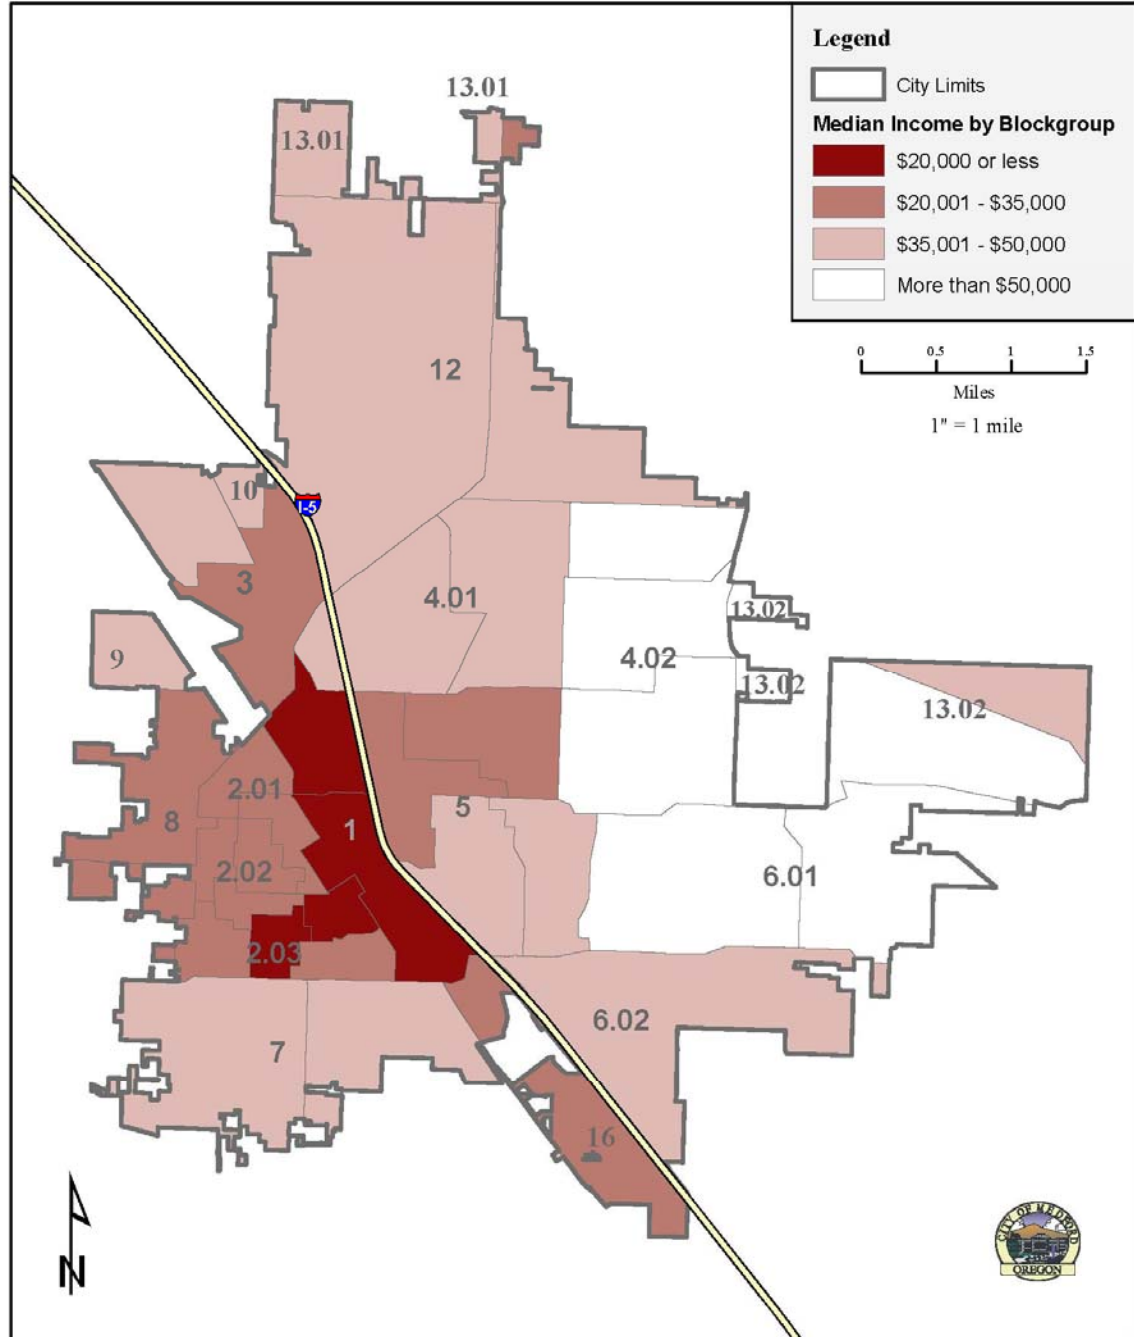 Legend
City Limits
Median Income by Blockgroup
$20,000 or less
$20,001 - $35,000
$35,001 - $50,000
More than $50,000
0 0.5 1 1.5
Miles
1" = 1 mile
13.01
13.01
12
10
I-5
3
4.01
13.02
9
4.02
13.02
13.02
2.01
5
8
1
2.02
6.01
2.03
6.02
7
16
N
CITY OF MEDFORD
OREGON